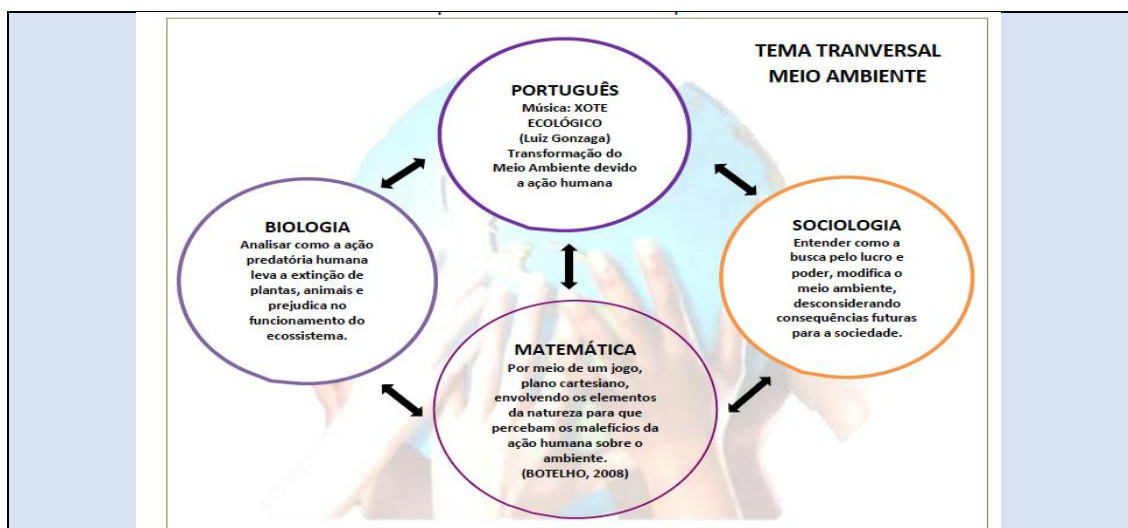 TEMA TRANVERSAL
MEIO AMBIENTE
PORTUGUÊS
Música: XOTE
ECOLÓGICO
(Luiz Gonzaga)
Transformação do
Meio Ambiente devido
a ação humana
BIOLOGIA
Analisar como a ação
predatória humana
leva a extinção de
plantas, animais e
prejudica no
funcionamento do
ecossistema.
SOCIOLOGIA
Entender como a
busca pelo lucro e
poder, modifica o
meio ambiente,
desconsiderando
consequências futuras
para a sociedade.
MATEMÁTICA
Por meio de um jogo,
plano cartesiano,
envolvendo os elementos
da natureza para que
percebam os malefícios da
ação humana sobre o
ambiente.
(BOTELHO, 2008)